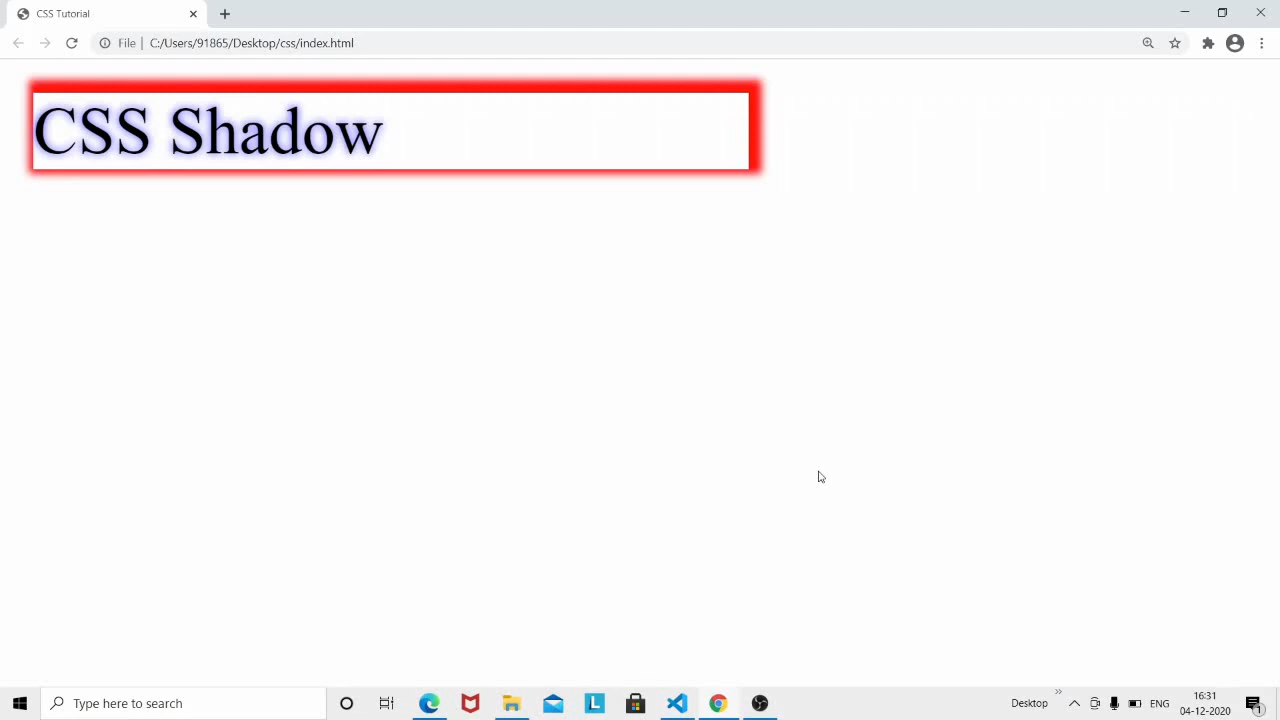 CSS Tutorial
File
C:/Users/91865/Desktop/css/index.html
CSS Shadow
Type here to search
L
Desktop
ENG
16:31
04-12-2020
1